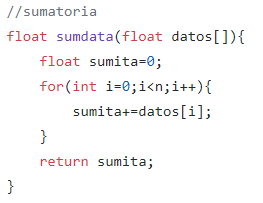 //sumatoria
float sumdata(float datos[]){
    float sumita=0;
    for(int i=0;i<n;i++){
        sumita+=datos[i];
    }
    return sumita;
}